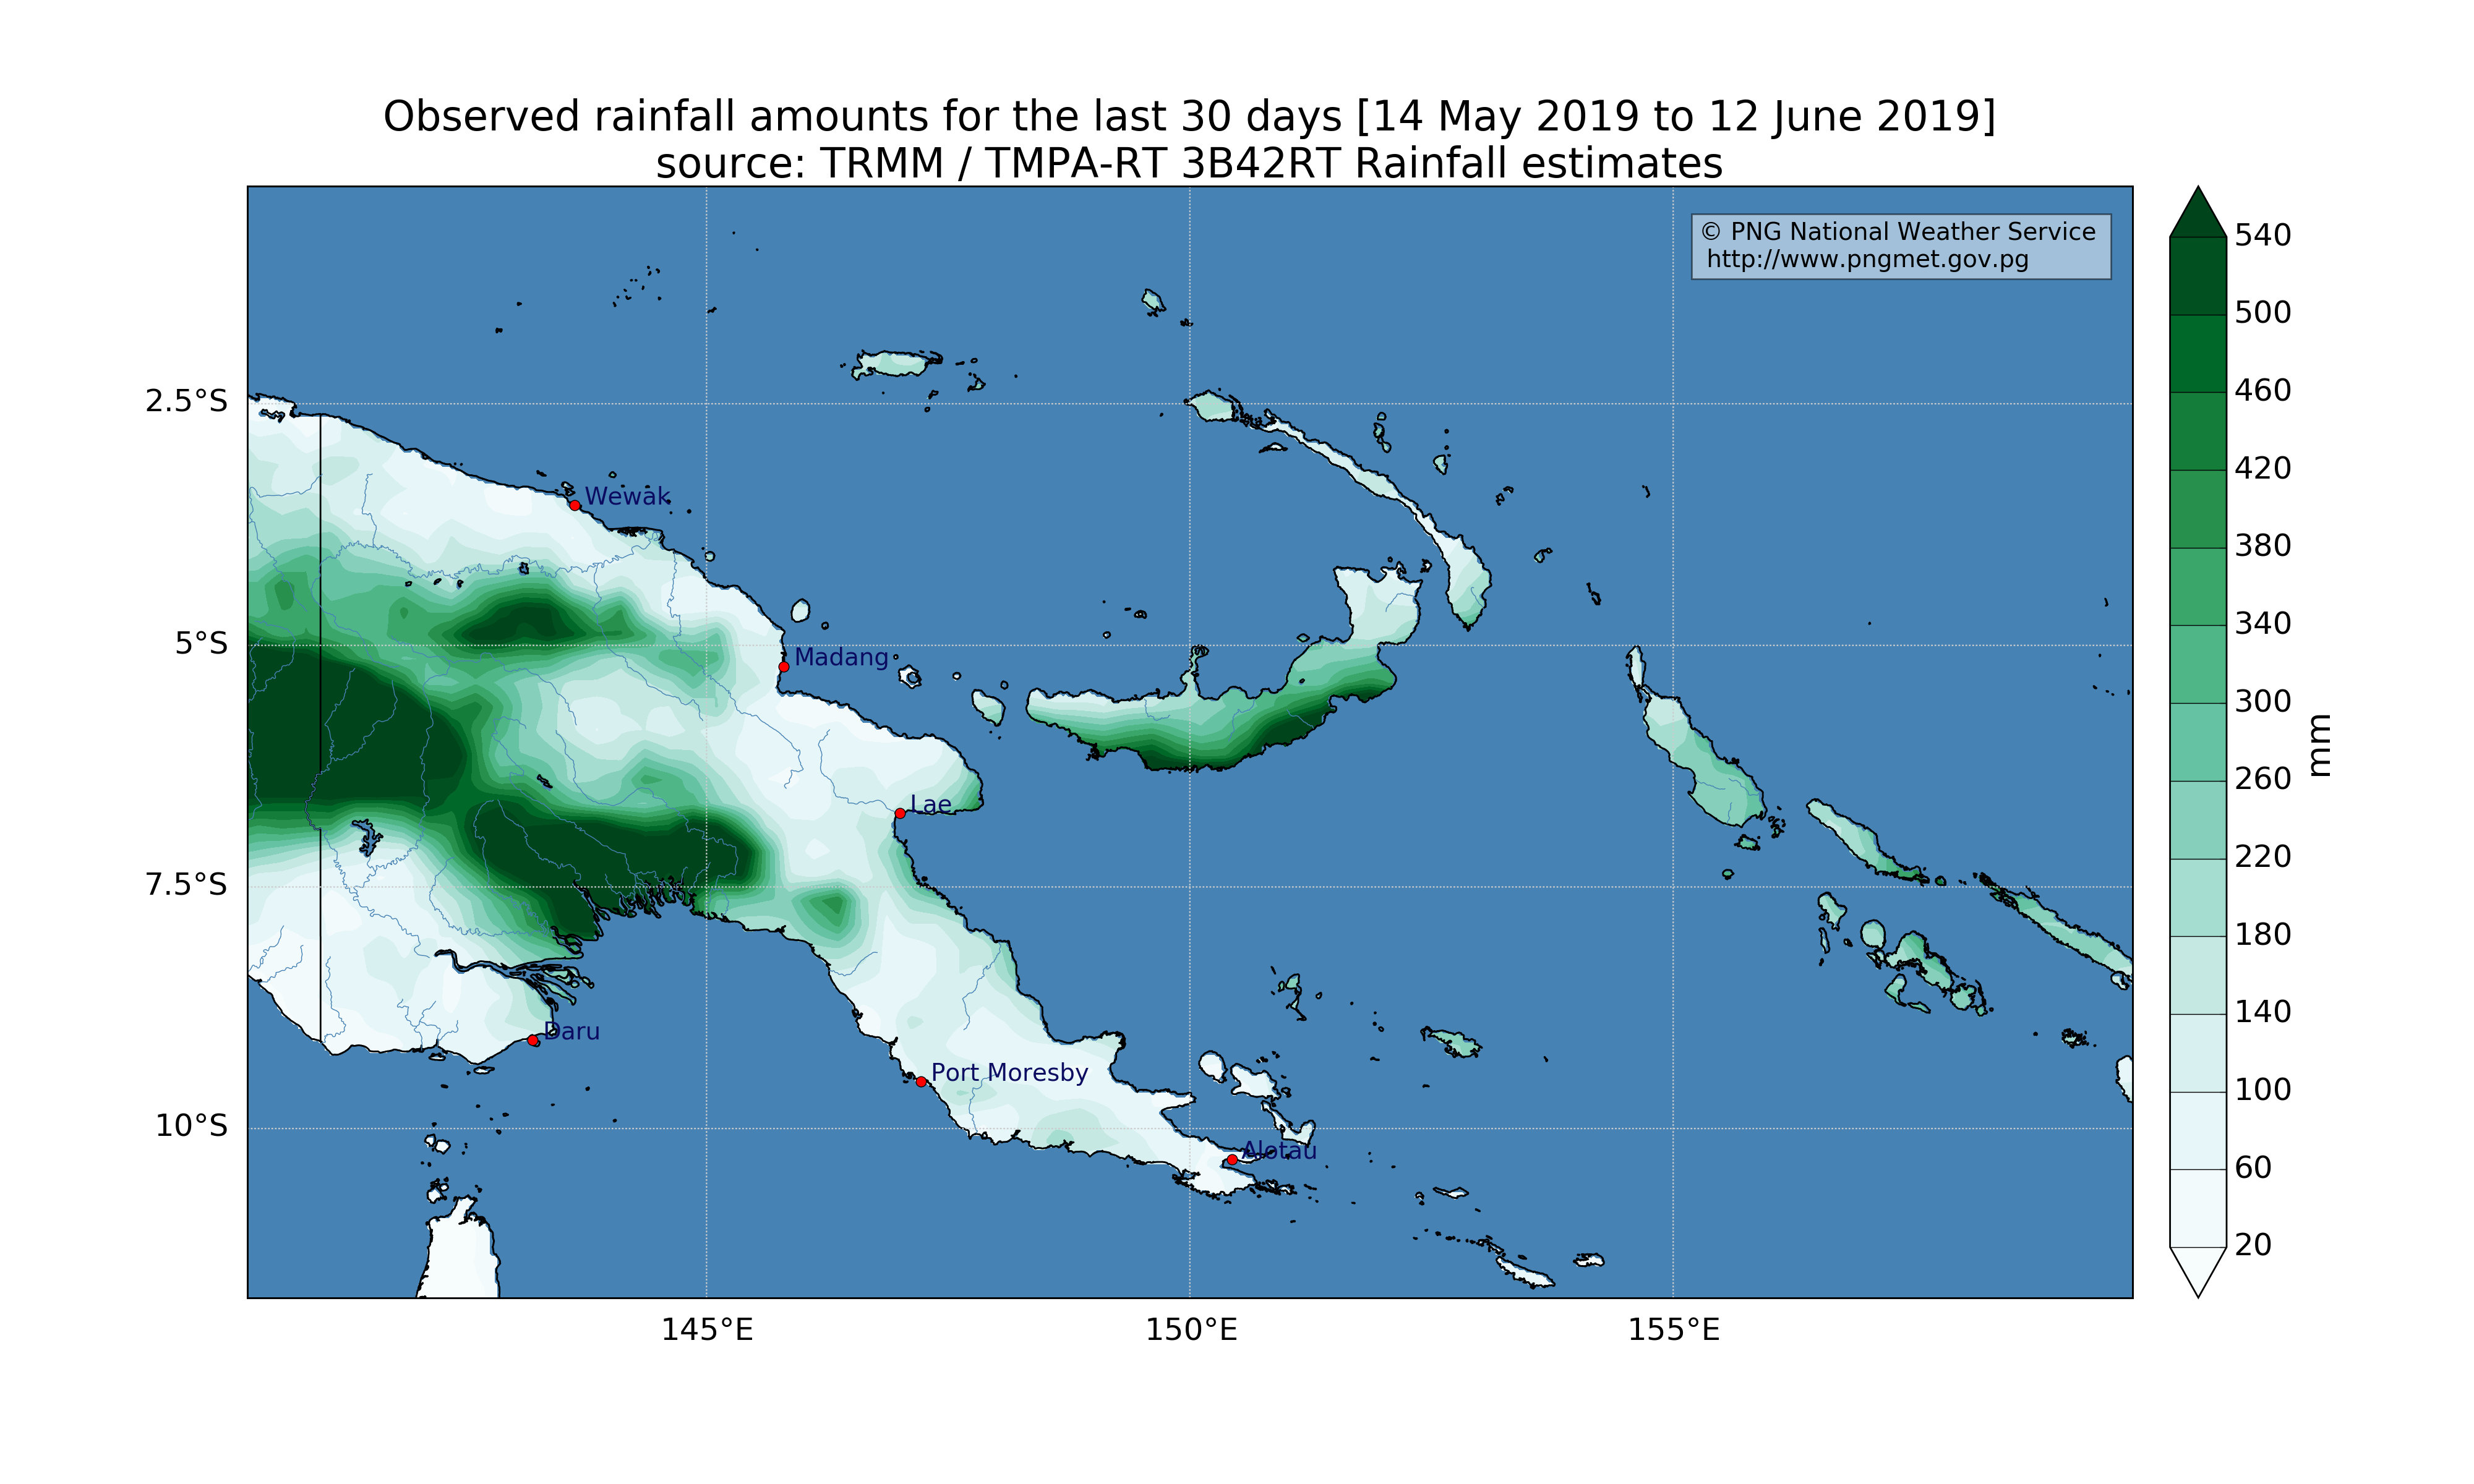 Observed rainfall amounts for the last 30 days [14 May 2019 to 12 June 2019]
source: TRMM / TMPA-RT 3B42RT Rainfall estimates
© PNG National Weather Service
http://www.pngmet.gov.pg
540
500
460
420
380
340
300
260
220
180
140
100
60
20
mm
2.5°S
5°S
7.5°S
10°S
Wewak
Madang
Lae
Daru
Port Moresby
Alotau
145°E
150°E
155°E